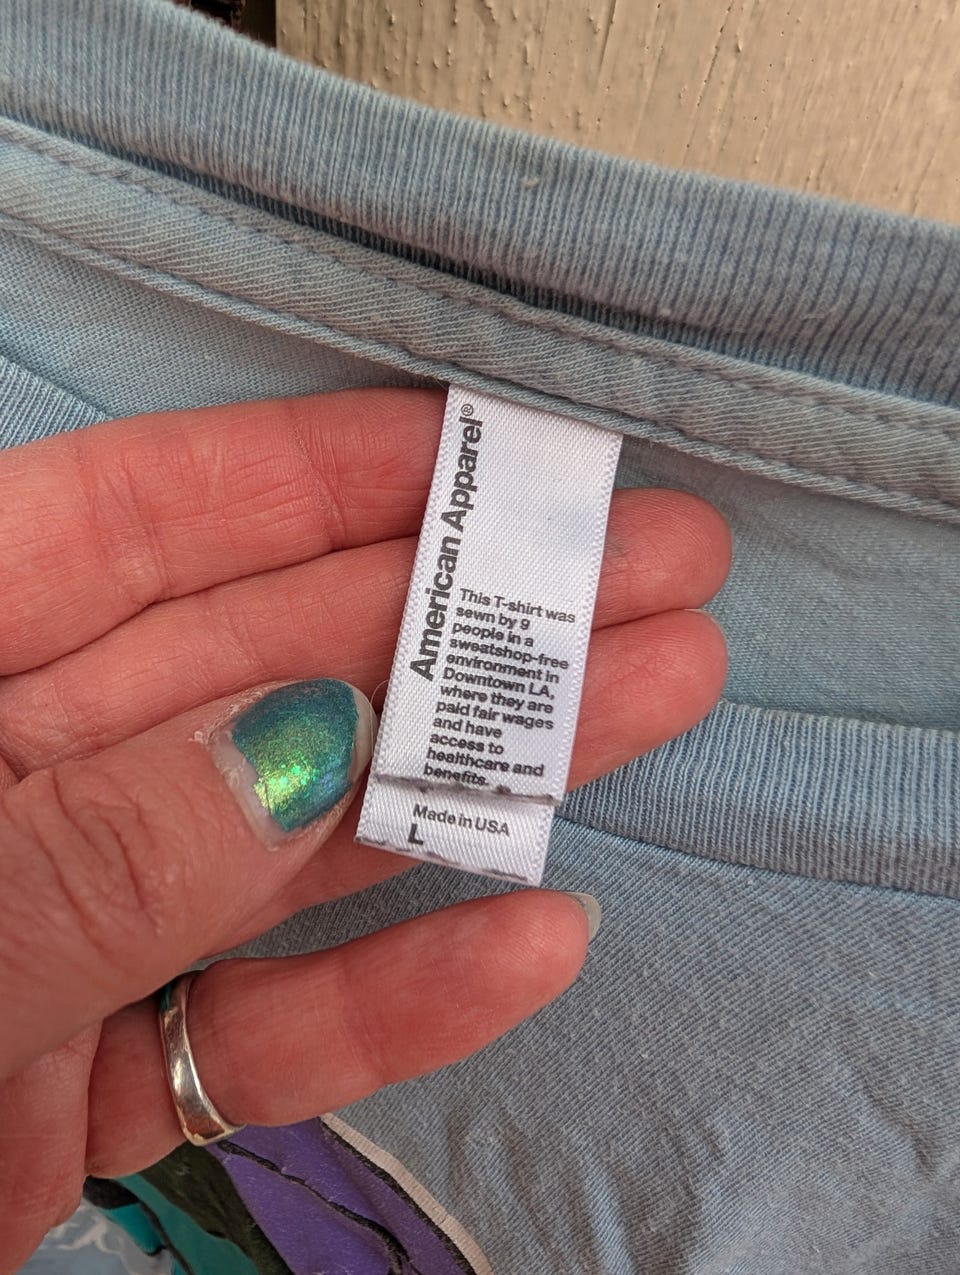 American Apparel®
This T-shirt was
sewn by 9
people in a
sweatshop-free
environment in
Downtown LA,
where they are
paid fair wages
and have
access to
healthcare and
benefits.
Made in USA
L